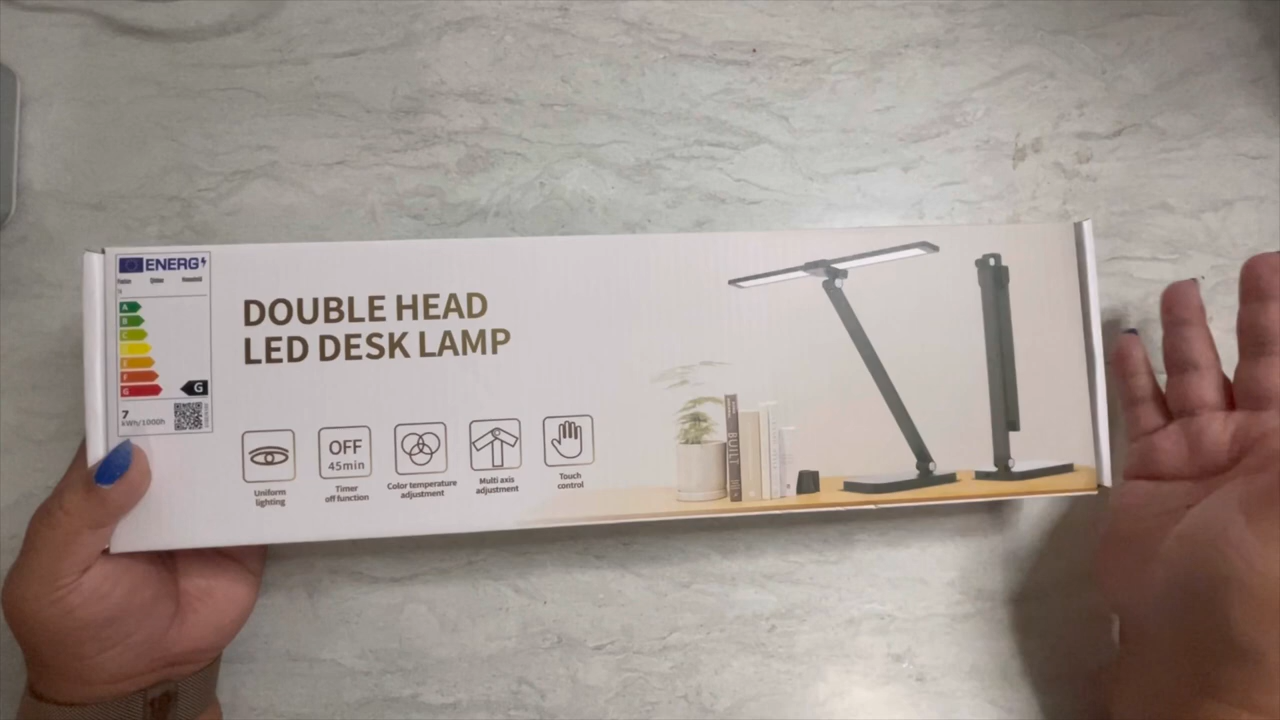 ENERG
A
B
C
F
G
G
7
kWh/1000h
DOUBLE HEAD
LED DESK LAMP
OFF
45min
Uniform
lighting
Timer
off function
Color temperature
adjustment
Multi axis
adjustment
Touch
control
BUILT